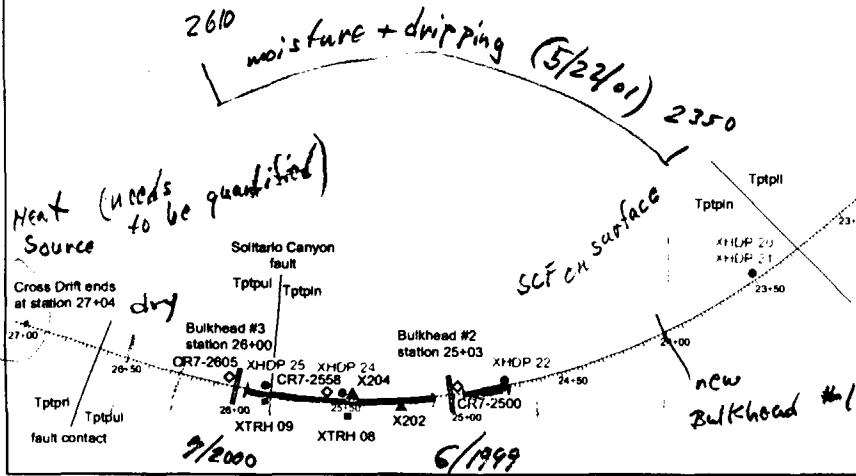 2610
moisture + dripping (5/22/01) 2350
Heat (needs
to be quantified)
Source
Tptpll
Tptpln
SCF CH surface
Solitario Canyon
fault
Tptpul
Tptpln
XHDP 20
XHDP 21
23+50
Cross Drift ends
at station 27+04
dry
Bulkhead #3
station 26+00
Bulkhead #2
station 25+03
27+00
26+50
CR7-2605
XHDP 25
XHDP 24
CR7-2558
X204
XHDP 22
24+50
24+00
new
Bulkhead #1
CR7-2500
26+00
25+50
25+00
X202
XTRH 09
XTRH 08
Tptpul
fault contact
9/2000
6/1999